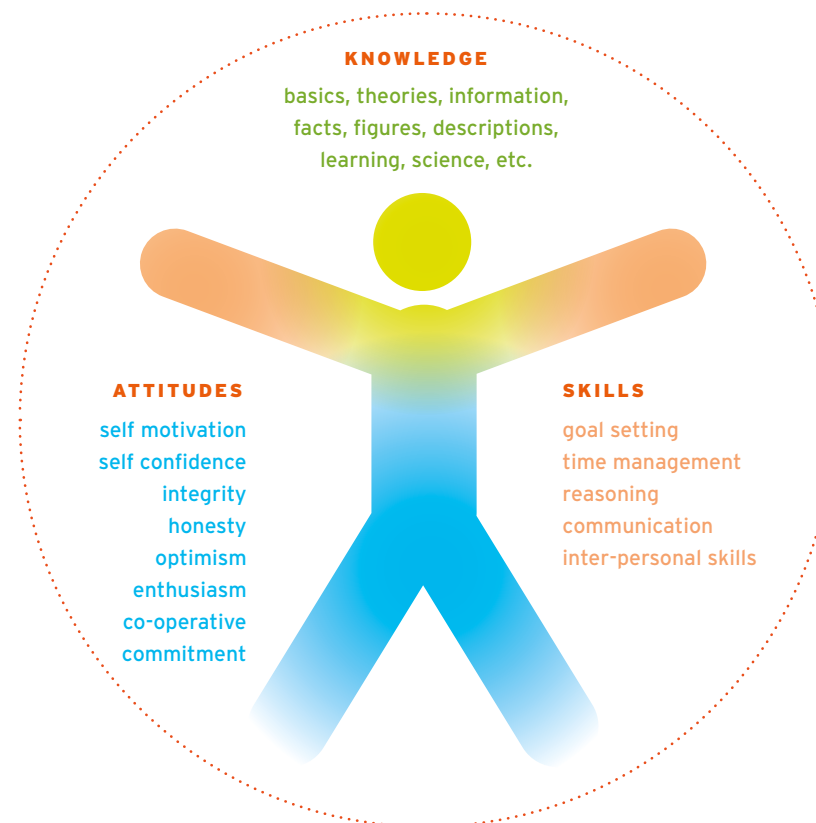 KNOWLEDGE
basics, theories, information,
facts, figures, descriptions,
learning, science, etc.
ATTITUDES
self motivation
self confidence
integrity
honesty
optimism
enthusiasm
co-operative
commitment
SKILLS
goal setting
time management
reasoning
communication
inter-personal skills